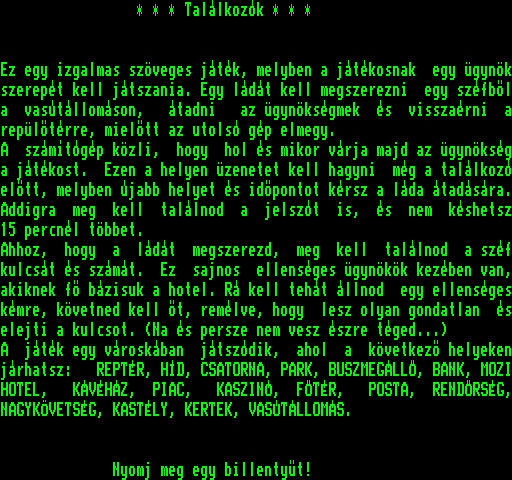 * * * Találkozók * * *
Ez egy izgalmas szöveges játék, melyben a játékosnak egy ügynök
szerepét kell játszania. Egy ládát kell megszerezni egy széfből
a vasútállomáson, átadni az ügynökségmek és visszaérni a
repülötérre, mielőtt az utolsó gép elmegy.
A számítógép közli, hogy hol és mikor várja majd az ügynökség
a játékost. Ezen a helyen üzenetet kell hagyni még a találkozó
előtt, melyben újabb helyet és időpontot kérsz a láda átadására.
Addigra meg kell találnod a jelszót is, és nem késhetsz
15 percnél többet.
Ahhoz, hogy a ládát megszerezd, meg kell találnod a széf
kulcsát és számát. Ez sajnos ellenséges ügynökök kezében van,
akiknek fő bázisuk a hotel. Rá kell tehát állnod egy ellenséges
kémre, követned kell őt, remélve, hogy lesz olyan gondatlan és
elejti a kulcsot. (Na és persze nem vesz észre téged...)
A játék egy városkában játszódik, ahol a következő helyeken
járhatsz: REPTÉR, HÍD, CSATORNA, PARK, BUSZMEGÁLLÓ, BANK, MOZI
HOTEL, KÁVÉHÁZ, PIAC, KASZINÓ, FŐTÉR, POSTA, RENDŐRSÉG,
NAGYKÖVETSÉG, KASTÉLY, KERTEK, VASÚTÁLLOMÁS.
Nyomj meg egy billentyűt!